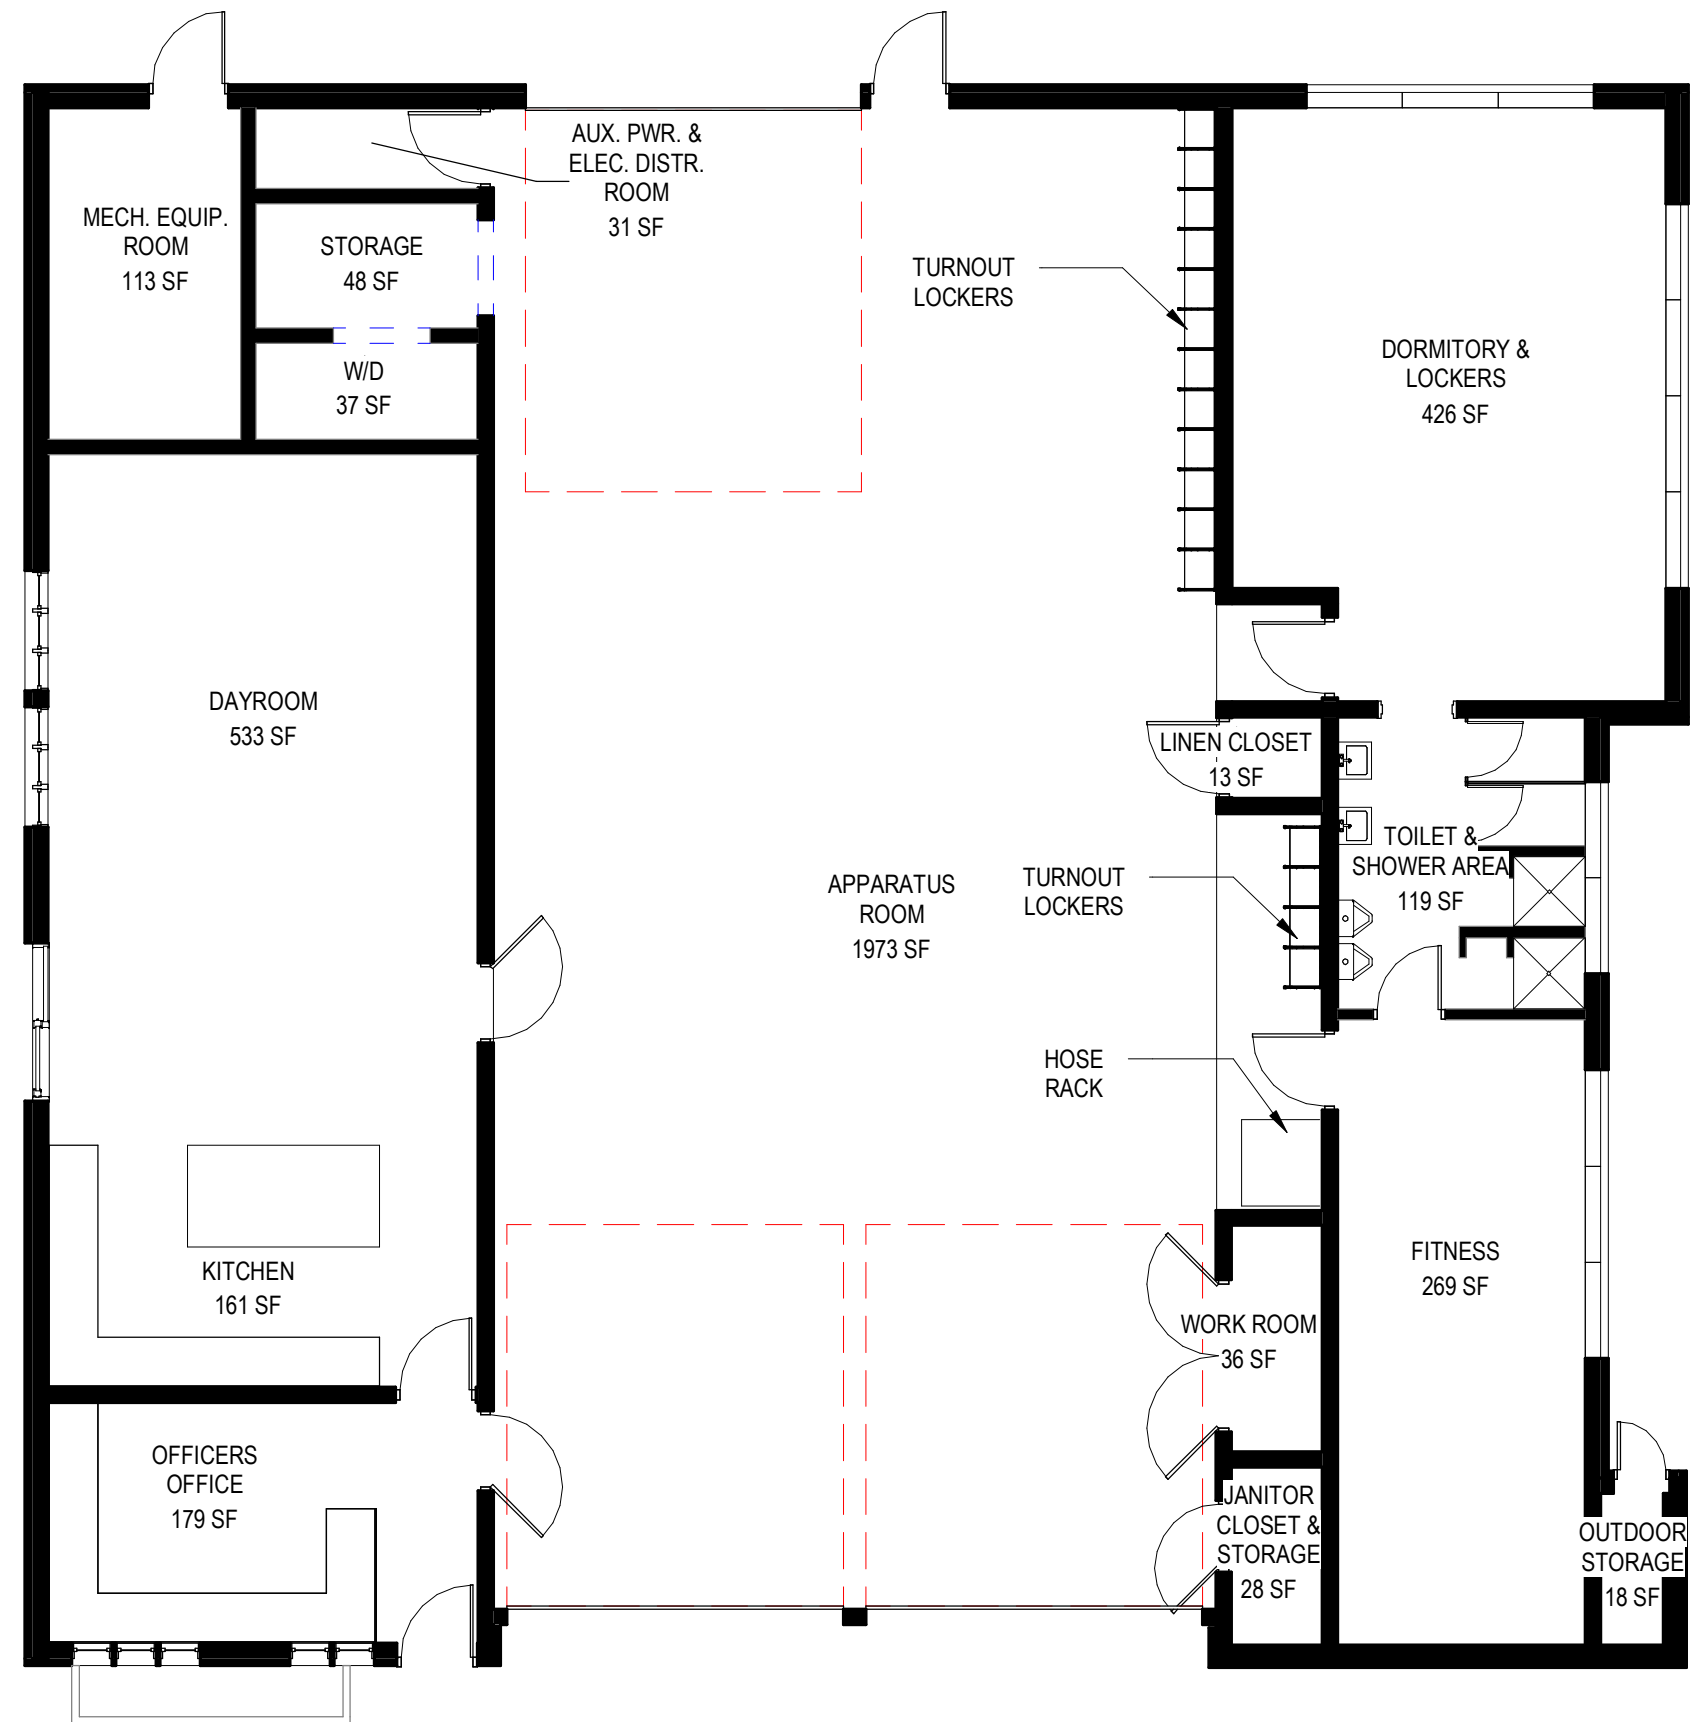 AUX. PWR. &
ELEC. DISTR.
ROOM
31 SF
MECH. EQUIP.
ROOM
113 SF
STORAGE
48 SF
W/D
37 SF
TURNOUT
LOCKERS
DORMITORY &
LOCKERS
426 SF
DAYROOM
533 SF
LINEN CLOSET
13 SF
TOILET &
SHOWER AREA
119 SF
APPARATUS
ROOM
1973 SF
TURNOUT
LOCKERS
HOSE
RACK
KITCHEN
161 SF
FITNESS
269 SF
WORK ROOM
36 SF
OFFICERS
OFFICE
179 SF
JANITOR
CLOSET &
STORAGE
28 SF
OUTDOOR
STORAGE
18 SF